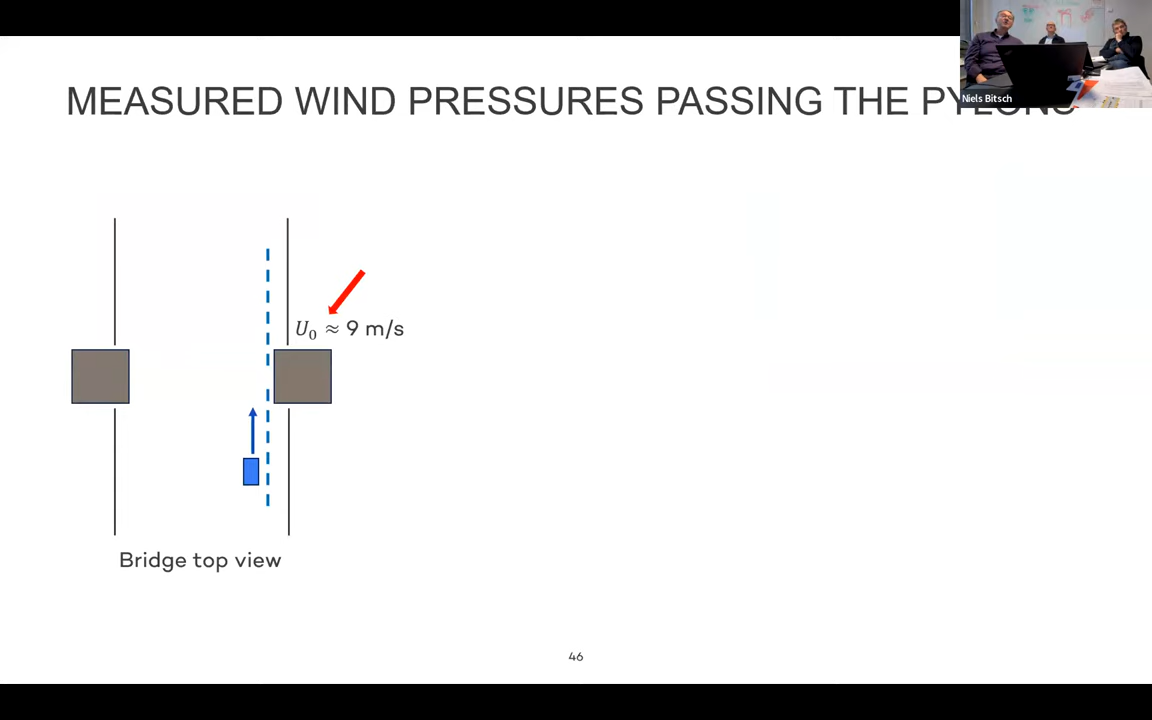 MEASURED WIND PRESSURES PASSING THE PYLONS
Niels Bitsch
U₀ ≈ 9 m/s
Bridge top view
46